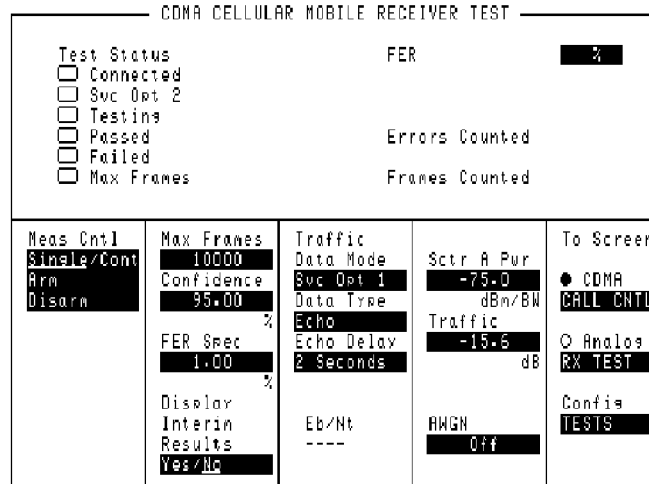 CDMA CELLULAR MOBILE RECEIVER TEST
Test Status
Connected
Svc Opt 2
Testing
Passed
Failed
Max Frames
FER
%
Errors Counted
Frames Counted
Meas Cntl
Single/Cont
Arm
Disarm
Max Frames
10000
Confidence
95.00
%
FER Spec
1.00
%
Display
Interim
Results
Yes/No
Traffic
Data Mode
Svc Opt 1
Data Type
Echo
Echo Delay
2 Seconds
Eb/Nt
----
Sctr A Pwr
-75.0
dBm/BW
Traffic
-15.6
dB
AWGN
Off
To Screen
CDMA
CALL CNTL
Analog
RX TEST
Config
TESTS